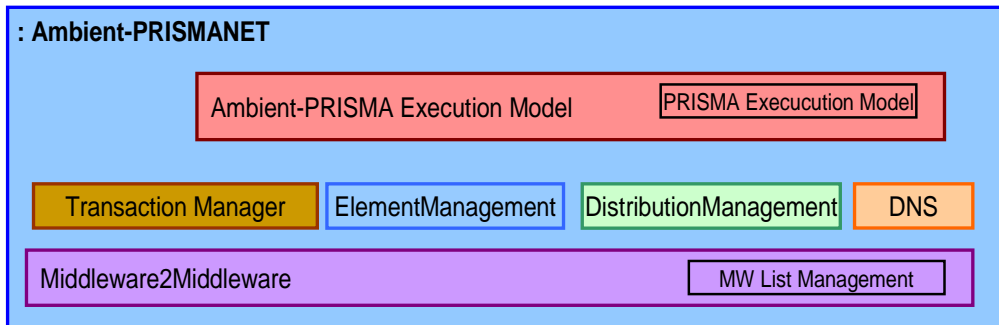 : Ambient-PRISMANET
Ambient-PRISMA Execution Model
PRISMA Execucution Model
Transaction Manager
ElementManagement
DistributionManagement
DNS
Middleware2Middleware
MW List Management